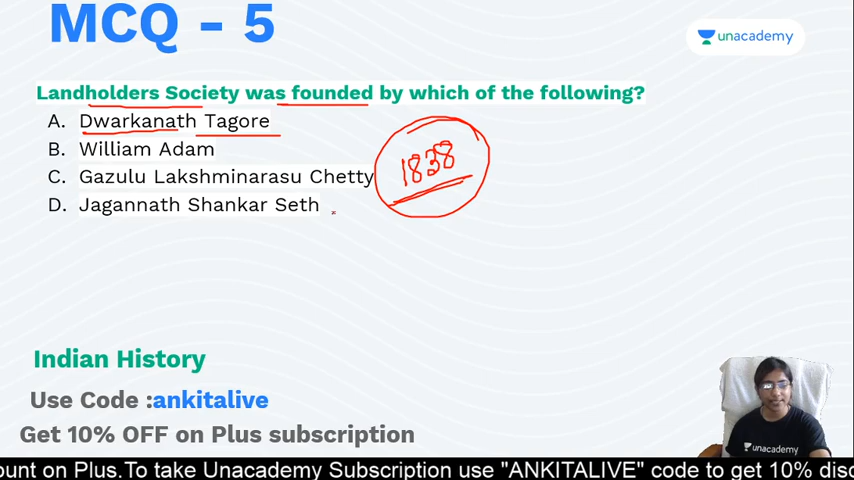 MCQ - 5
unacademy
Landholders Society was founded by which of the following?
A. Dwarkanath Tagore
B. William Adam
C. Gazulu Lakshminarasu Chetty
D. Jagannath Shankar Seth
1838
Indian History
Use Code :ankitalive
Get 10% OFF on Plus subscription
unacademy
ount on Plus.To take Unacademy Subscription use "ANKITALIVE" code to get 10% disc